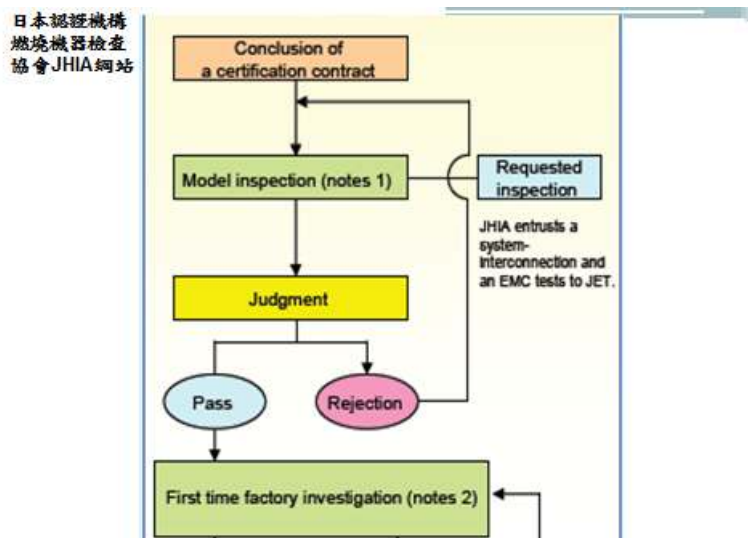 日本認證機構
燃燒機器檢查
協會JHIA網站
Conclusion of
a certification contract
Model inspection (notes 1)
Requested
inspection
JHIA entrusts a
system-
interconnection and
an EMC tests to JET.
Judgment
Pass
Rejection
First time factory investigation (notes 2)